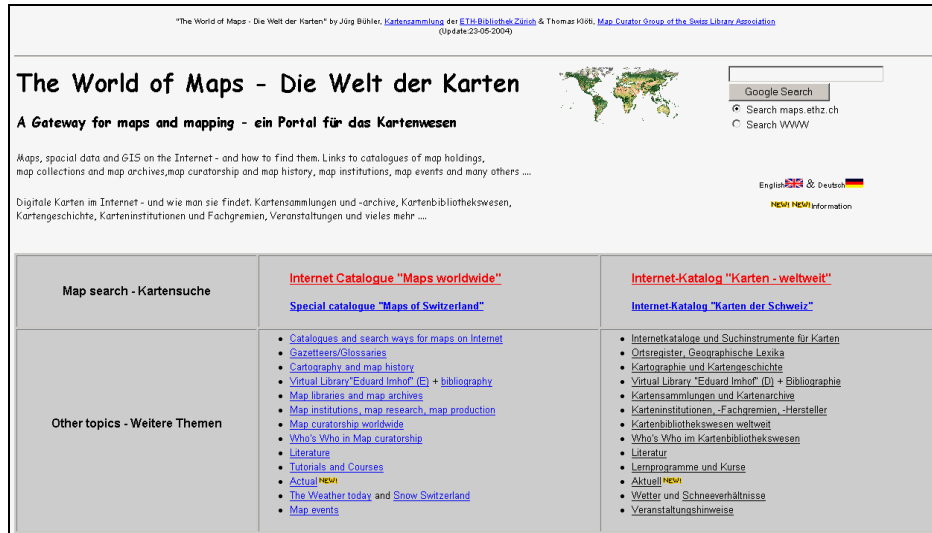 "The World of Maps - Die Welt der Karten" by Jürg Bühler, Kartensammlung der ETH-Bibliothek Zürich & Thomas Klöti, Map Curator Group of the Swiss Library Association
(Update:23-05-2004)
The World of Maps - Die Welt der Karten
A Gateway for maps and mapping - ein Portal für das Kartenwesen
Google Search
Search maps.ethz.ch
Search WWW
Maps, spacial data and GIS on the Internet - and how to find them. Links to catalogues of map holdings,
map collections and map archives,map curatorship and map history, map institutions, map events and many others ....
English & Deutsch
NEW! NEW! Information
Digitale Karten im Internet - und wie man sie findet. Kartensammlungen und -archive, Kartenbibliothekswesen,
Kartengeschichte, Karteninstitutionen und Fachgremien, Veranstaltungen und vieles mehr ....
Map search - Kartensuche
Internet Catalogue "Maps worldwide"
Special catalogue "Maps of Switzerland"
Internet-Katalog "Karten - weltweit"
Internet-Katalog "Karten der Schweiz"
Other topics - Weitere Themen
Catalogues and search ways for maps on Internet
Gazetteers/Glossaries
Cartography and map history
Virtual Library"Eduard Imhof" (E) + bibliography
Map libraries and map archives
Map institutions, map research, map production
Map curatorship worldwide
Who's Who in Map curatorship
Literature
Tutorials and Courses
Actual NEW!
The Weather today and Snow Switzerland
Map events
Internetkataloge und Suchinstrumente für Karten
Ortsregister, Geographische Lexika
Kartographie und Kartengeschichte
Virtual Library "Eduard Imhof" (D) + Bibliographie
Kartensammlungen und Kartenarchive
Karteninstitutionen, -Fachgremien, -Hersteller
Kartenbibliothekswesen weltweit
Who's Who im Kartenbibliothekswesen
Literatur
Lernprogramme und Kurse
Aktuell NEW!
Wetter und Schneeverhältnisse
Veranstaltungshinweise